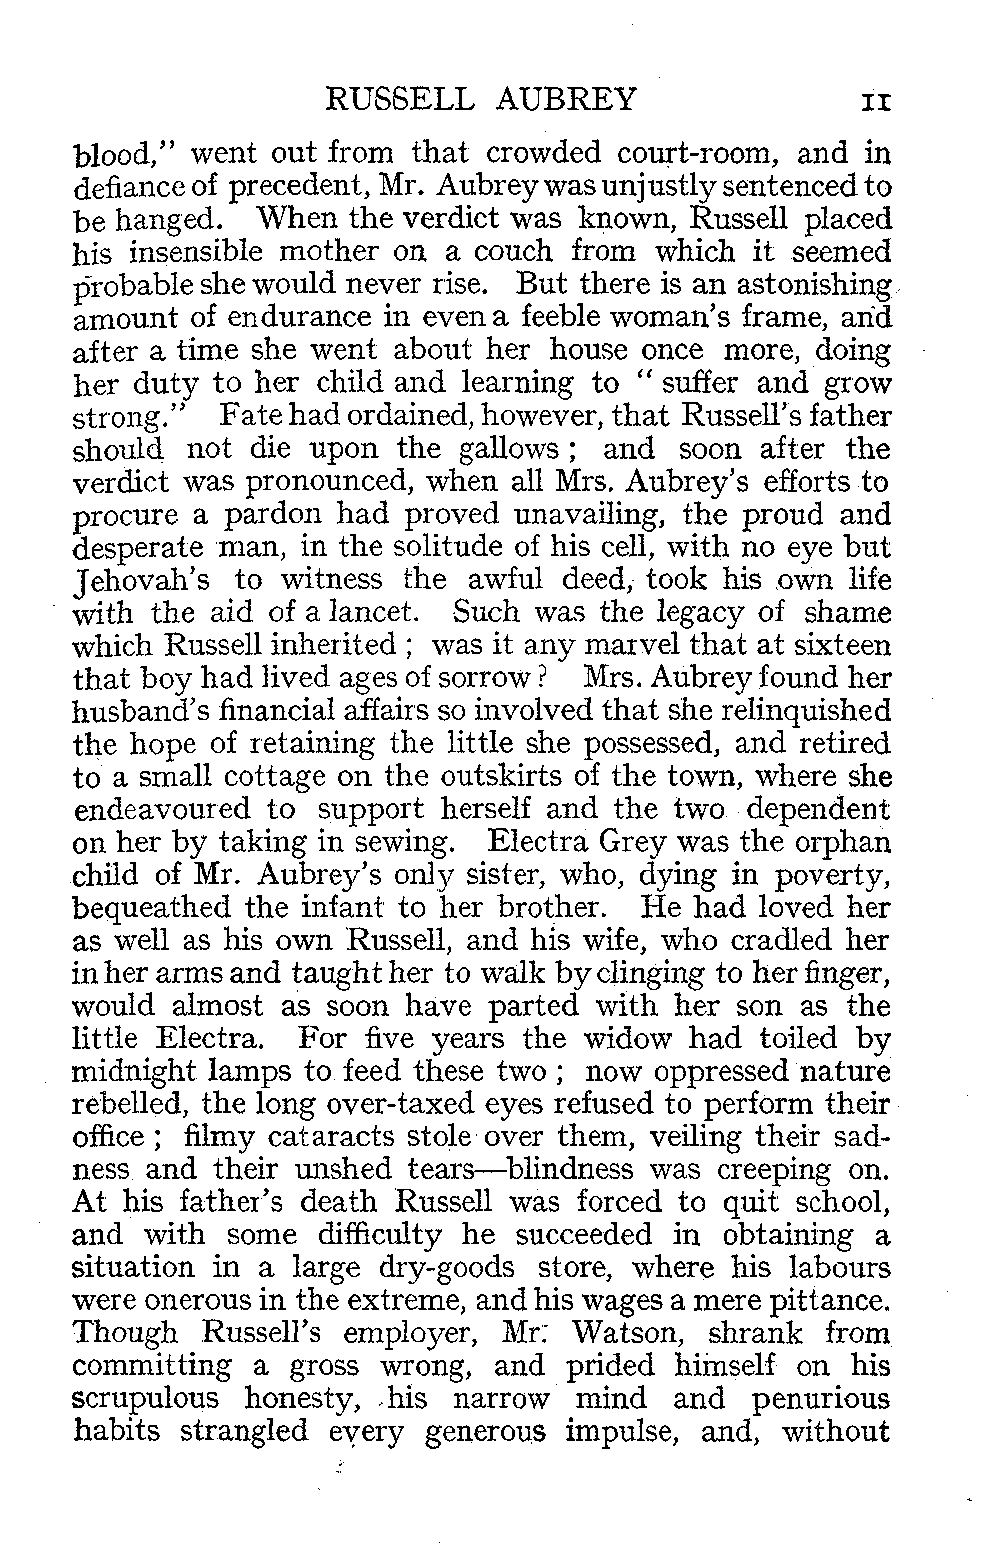 RUSSELL AUBREY 11
blood,” went out from that crowded court-room, and in
defiance of precedent, Mr. Aubrey was unjustly sentenced to
be hanged. When the verdict was known, Russell placed
his insensible mother on a couch from which it seemed
probable she would never rise. But there is an astonishing
amount of endurance in even a feeble woman’s frame, and
after a time she went about her house once more, doing
her duty to her child and learning to “ suffer and grow
strong.” Fate had ordained, however, that Russell’s father
should not die upon the gallows ; and soon after the
verdict was pronounced, when all Mrs. Aubrey’s efforts to
procure a pardon had proved unavailing, the proud and
desperate man, in the solitude of his cell, with no eye but
Jehovah’s to witness the awful deed, took his own life
with the aid of a lancet. Such was the legacy of shame
which Russell inherited ; was it any marvel that at sixteen
that boy had lived ages of sorrow ? Mrs. Aubrey found her
husband’s financial affairs so involved that she relinquished
the hope of retaining the little she possessed, and retired
to a small cottage on the outskirts of the town, where she
endeavoured to support herself and the two dependent
on her by taking in sewing. Electra Grey was the orphan
child of Mr. Aubrey’s only sister, who, dying in poverty,
bequeathed the infant to her brother. He had loved her
as well as his own Russell, and his wife, who cradled her
in her arms and taught her to walk by clinging to her finger,
would almost as soon have parted with her son as the
little Electra. For five years the widow had toiled by
midnight lamps to feed these two ; now oppressed nature
rebelled, the long over-taxed eyes refused to perform their
office ; filmy cataracts stole over them, veiling their sad-
ness and their unshed tears—blindness was creeping on.
At his father’s death Russell was forced to quit school,
and with some difficulty he succeeded in obtaining a
situation in a large dry-goods store, where his labours
were onerous in the extreme, and his wages a mere pittance.
Though Russell’s employer, Mr. Watson, shrank from
committing a gross wrong, and prided himself on his
scrupulous honesty, his narrow mind and penurious
habits strangled every generous impulse, and, without